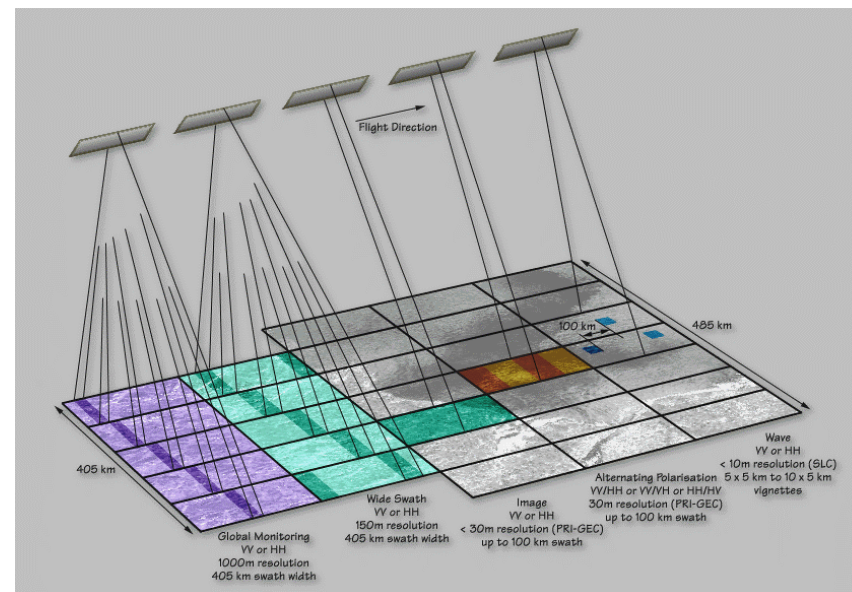 Flight Direction
100 km
485 km
405 km
Global Monitoring
VV or HH
1000m resolution
405 km swath width
Wide Swath
VV or HH
150m resolution
405 km swath width
Image
VV or HH
< 30m resolution (PRI-GEC)
up to 100 km swath
Alternating Polarisation
VV/HH or VV/VH or HH/HV
30m resolution (PRI-GEC)
up to 100 km swath
Wave
VV or HH
< 10m resolution (SLC)
5 x 5 km to 10 x 5 km
vignettes